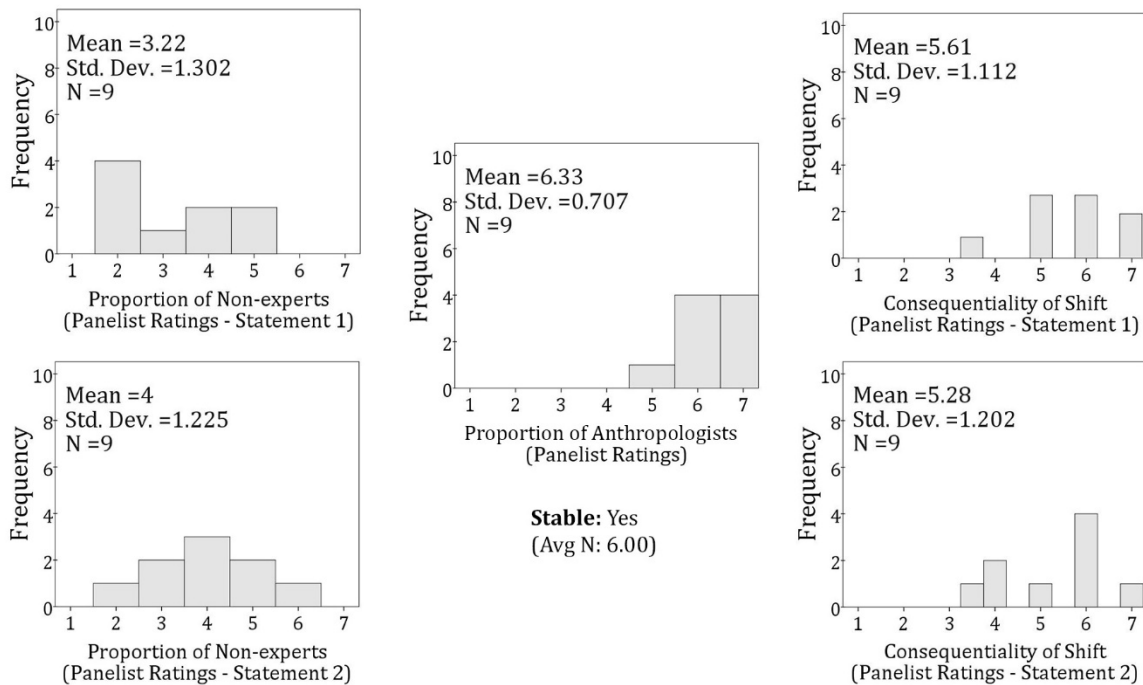 10
8
6
4
2
0
Frequency
Mean =3.22
Std. Dev. =1.302
N =9
1 2 3 4 5 6 7
Proportion of Non-experts
(Panelist Ratings - Statement 1)
10
8
6
4
2
0
Frequency
Mean =4
Std. Dev. =1.225
N =9
1 2 3 4 5 6 7
Proportion of Non-experts
(Panelist Ratings - Statement 2)
10
8
6
4
2
0
Frequency
Mean =6.33
Std. Dev. =0.707
N =9
1 2 3 4 5 6 7
Proportion of Anthropologists
(Panelist Ratings)
Stable: Yes
(Avg N: 6.00)
10
8
6
4
2
0
Frequency
Mean =5.61
Std. Dev. =1.112
N =9
1 2 3 4 5 6 7
Consequentiality of Shift
(Panelist Ratings - Statement 1)
10
8
6
4
2
0
Frequency
Mean =5.28
Std. Dev. =1.202
N =9
1 2 3 4 5 6 7
Consequentiality of Shift
(Panelist Ratings - Statement 2)